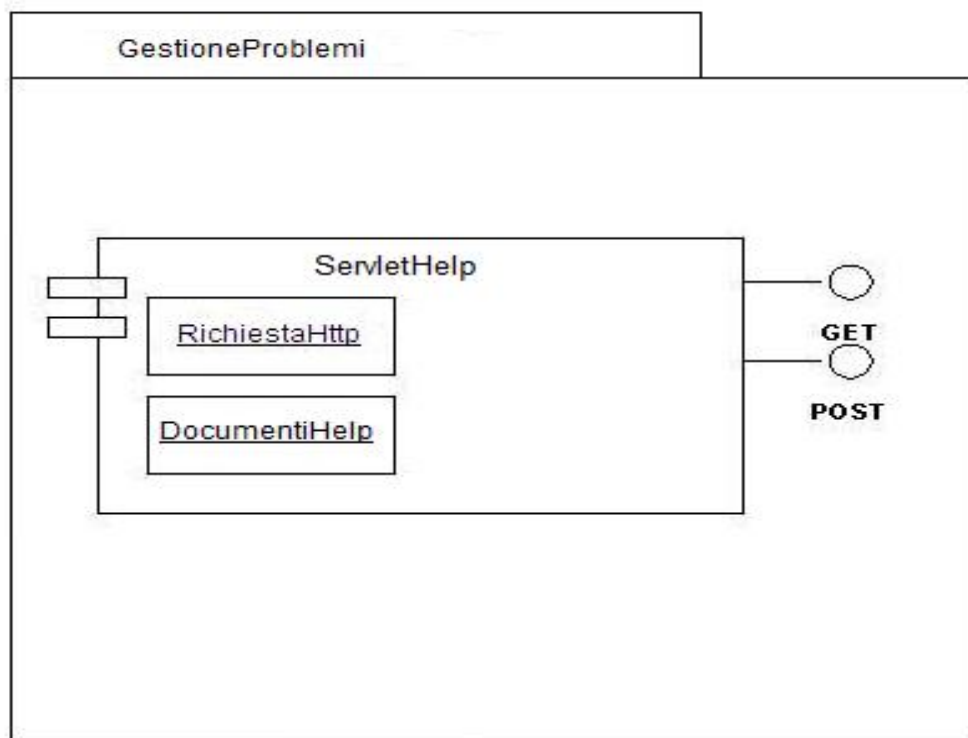 GestioneProblemi
ServletHelp
RichiestaHttp
DocumentiHelp
GET
POST